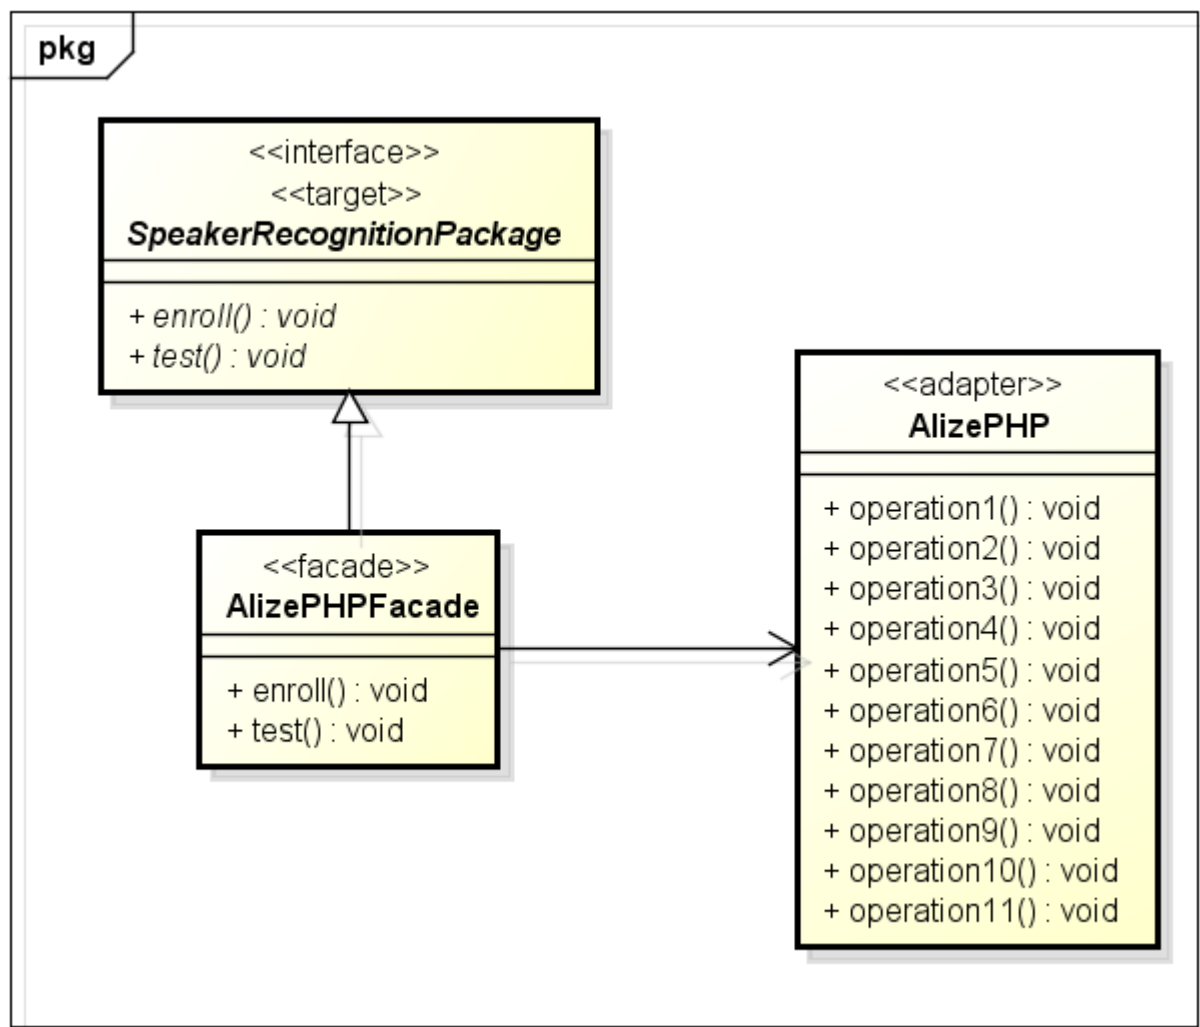 pkg
<<interface>>
<<target>>
SpeakerRecognitionPackage
+ enroll() : void
+ test() : void
<<facade>>
AlizePHPFacade
+ enroll() : void
+ test() : void
<<adapter>>
AlizePHP
+ operation1() : void
+ operation2() : void
+ operation3() : void
+ operation4() : void
+ operation5() : void
+ operation6() : void
+ operation7() : void
+ operation8() : void
+ operation9() : void
+ operation10() : void
+ operation11() : void